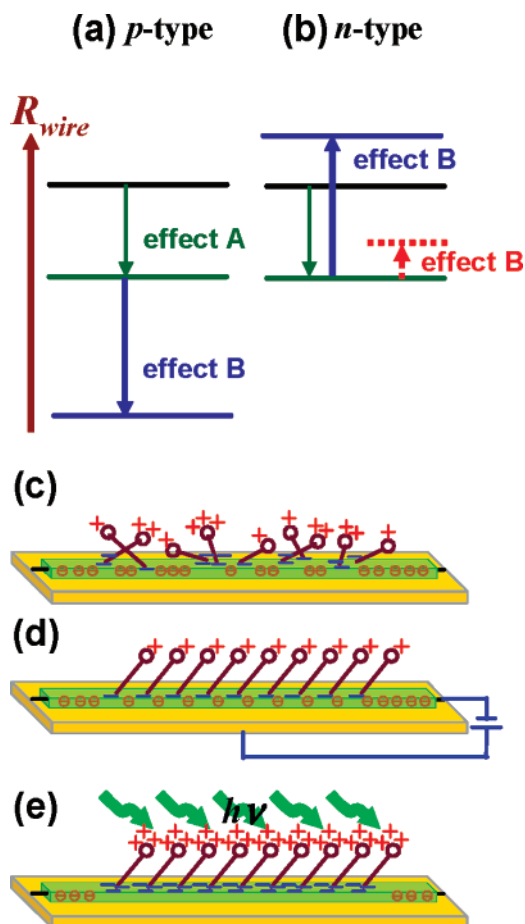 (a) p-type
(b) n-type
R_wire
effect B
effect A
effect B
effect B
(c)
(d)
(e)
hν